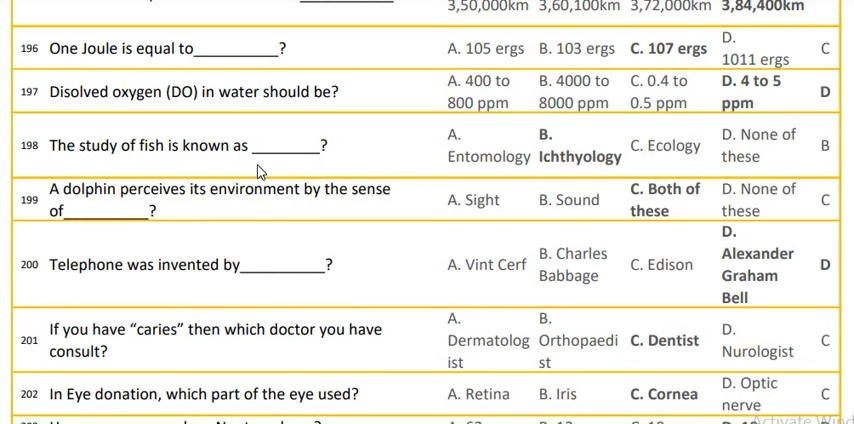 3,50,000km 3,60,100km 3,72,000km 3,84,400km
196 One Joule is equal to__________? A. 105 ergs B. 103 ergs C. 107 ergs D. 1011 ergs C
197 Disolved oxygen (DO) in water should be? A. 400 to 800 ppm B. 4000 to 8000 ppm C. 0.4 to 0.5 ppm D. 4 to 5 ppm D
198 The study of fish is known as ________? A. Entomology B. Ichthyology C. Ecology D. None of these B
199 A dolphin perceives its environment by the sense of__________? A. Sight B. Sound C. Both of these D. None of these C
200 Telephone was invented by__________? A. Vint Cerf B. Charles Babbage C. Edison D. Alexander Graham Bell D
201 If you have “caries” then which doctor you have consult? A. Dermatologist B. Orthopaedist C. Dentist D. Nurologist C
202 In Eye donation, which part of the eye used? A. Retina B. Iris C. Cornea D. Optic nerve C